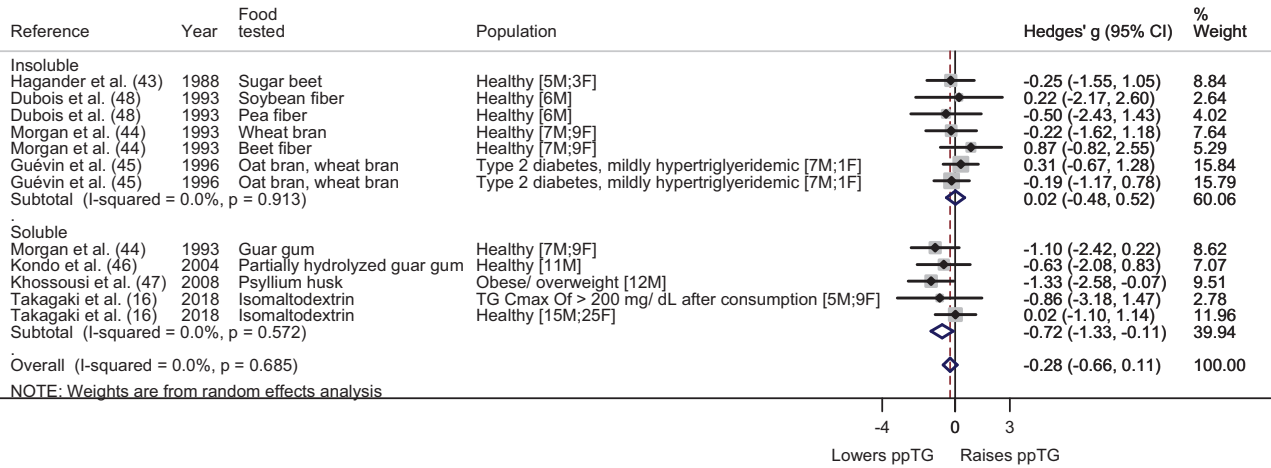 Reference Year Food tested Population Hedges' g (95% CI) % Weight
Insoluble
Hagander et al. (43) 1988 Sugar beet Healthy [5M;3F] -0.25 (-1.55, 1.05) 8.84
Dubois et al. (48) 1993 Soybean fiber Healthy [6M] 0.22 (-2.17, 2.60) 2.64
Dubois et al. (48) 1993 Pea fiber Healthy [6M] -0.50 (-2.43, 1.43) 4.02
Morgan et al. (44) 1993 Wheat bran Healthy [7M;9F] -0.22 (-1.62, 1.18) 7.64
Morgan et al. (44) 1993 Beet fiber Healthy [7M;9F] 0.87 (-0.82, 2.55) 5.29
Guévin et al. (45) 1996 Oat bran, wheat bran Type 2 diabetes, mildly hypertriglyeridemic [7M;1F] 0.31 (-0.67, 1.28) 15.84
Guévin et al. (45) 1996 Oat bran, wheat bran Type 2 diabetes, mildly hypertriglyeridemic [7M;1F] -0.19 (-1.17, 0.78) 15.79
Subtotal (I-squared = 0.0%, p = 0.913) 0.02 (-0.48, 0.52) 60.06
.
Soluble
Morgan et al. (44) 1993 Guar gum Healthy [7M;9F] -1.10 (-2.42, 0.22) 8.62
Kondo et al. (46) 2004 Partially hydrolyzed guar gum Healthy [11M] -0.63 (-2.08, 0.83) 7.07
Khossousi et al. (47) 2008 Psyllium husk Obese/ overweight [12M] -1.33 (-2.58, -0.07) 9.51
Takagaki et al. (16) 2018 Isomaltodextrin TG Cmax Of > 200 mg/ dL after consumption [5M;9F] -0.86 (-3.18, 1.47) 2.78
Takagaki et al. (16) 2018 Isomaltodextrin Healthy [15M;25F] 0.02 (-1.10, 1.14) 11.96
Subtotal (I-squared = 0.0%, p = 0.572) -0.72 (-1.33, -0.11) 39.94
.
Overall (I-squared = 0.0%, p = 0.685) -0.28 (-0.66, 0.11) 100.00
NOTE: Weights are from random effects analysis
-4 0 3
Lowers ppTG Raises ppTG